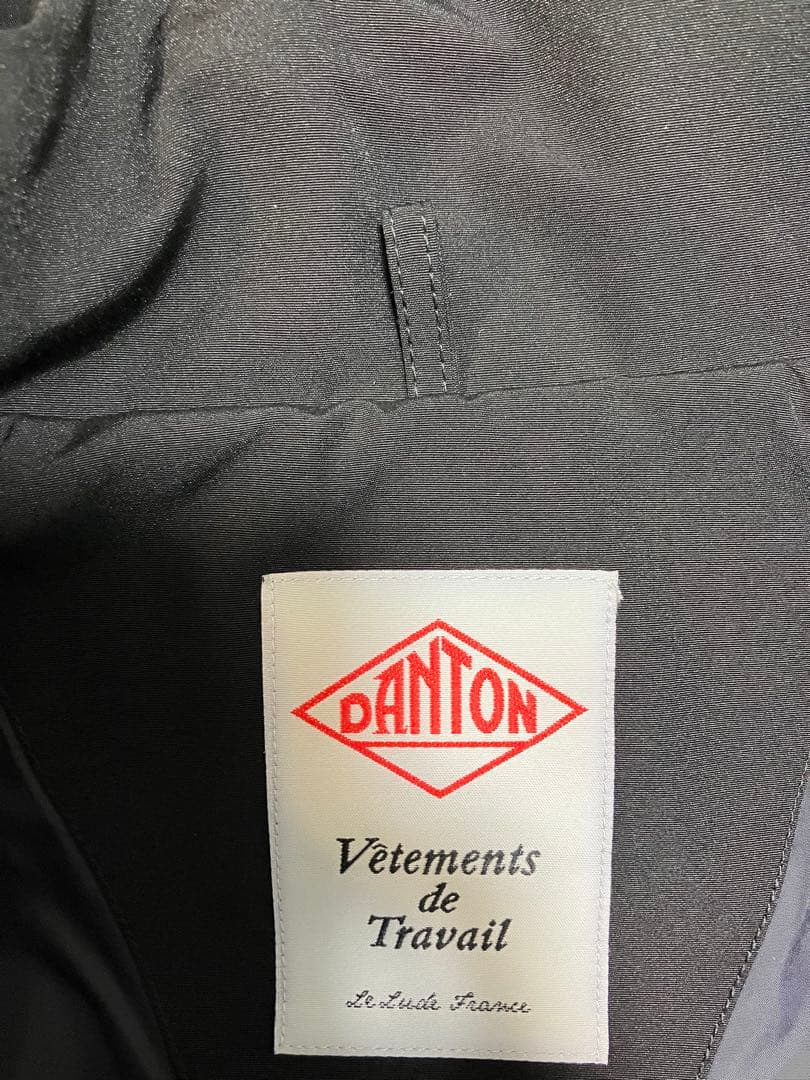 DANTON
Vêtements
de
Travail
Le Lude France